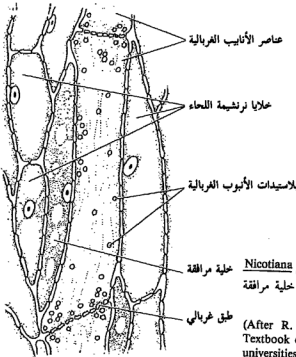 عناصر الأنابيب الغربالية
خلايا نرنشيمة اللحاء
بلاستيدات الأنبوب الغربالية
خلية مرافقة
Nicotiana
خلية مرافقة
طبق غربالي
(After R.
Textbook
universities